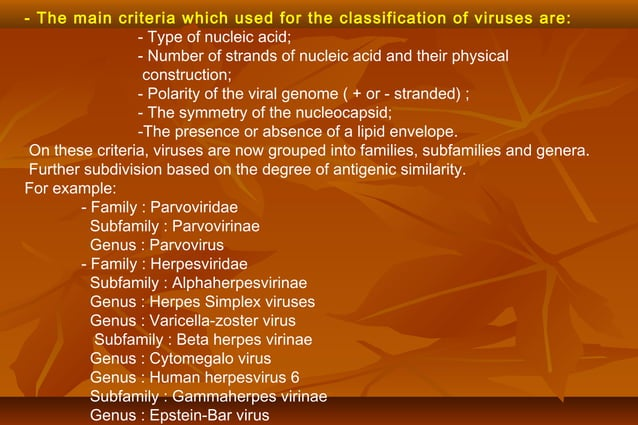 - The main criteria which used for the classification of viruses are:
- Type of nucleic acid;
- Number of strands of nucleic acid and their physical
construction;
- Polarity of the viral genome ( + or - stranded) ;
- The symmetry of the nucleocapsid;
-The presence or absence of a lipid envelope.
On these criteria, viruses are now grouped into families, subfamilies and genera.
Further subdivision based on the degree of antigenic similarity.
For example:
- Family : Parvoviridae
Subfamily : Parvovirinae
Genus : Parvovirus
- Family : Herpesviridae
Subfamily : Alphaherpesvirinae
Genus : Herpes Simplex viruses
Genus : Varicella-zoster virus
Subfamily : Beta herpes virinae
Genus : Cytomegalo virus
Genus : Human herpesvirus 6
Subfamily : Gammaherpes virinae
Genus : Epstein-Bar virus